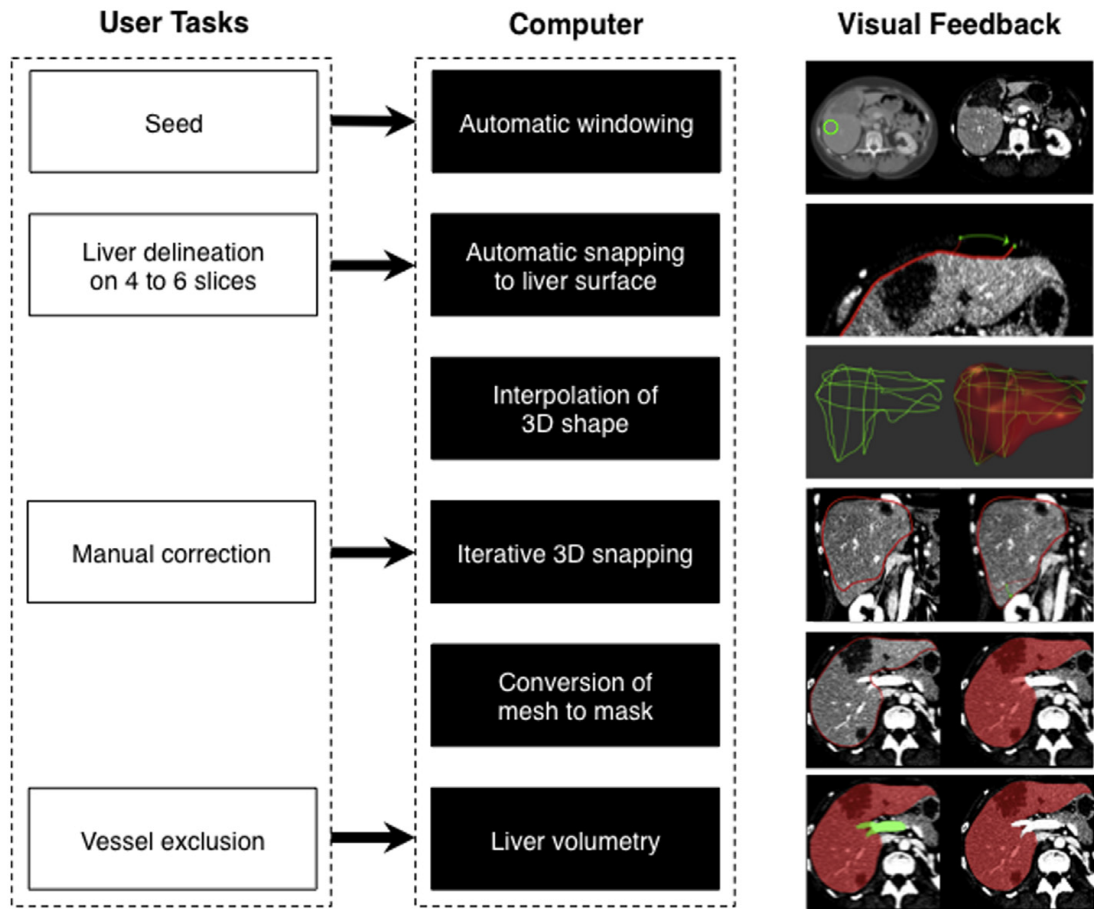 User Tasks
Computer
Visual Feedback
Seed
Automatic windowing
Liver delineation
on 4 to 6 slices
Automatic snapping
to liver surface
Interpolation of
3D shape
Manual correction
Iterative 3D snapping
Conversion of
mesh to mask
Vessel exclusion
Liver volumetry